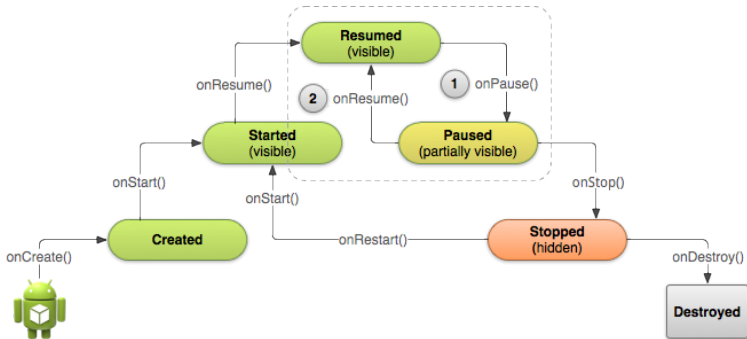 Resumed
(visible)
onResume()
2
onResume()
1
onPause()
Started
(visible)
Paused
(partially visible)
onStart()
onStart()
onStop()
Created
onRestart()
Stopped
(hidden)
onCreate()
onDestroy()
Destroyed